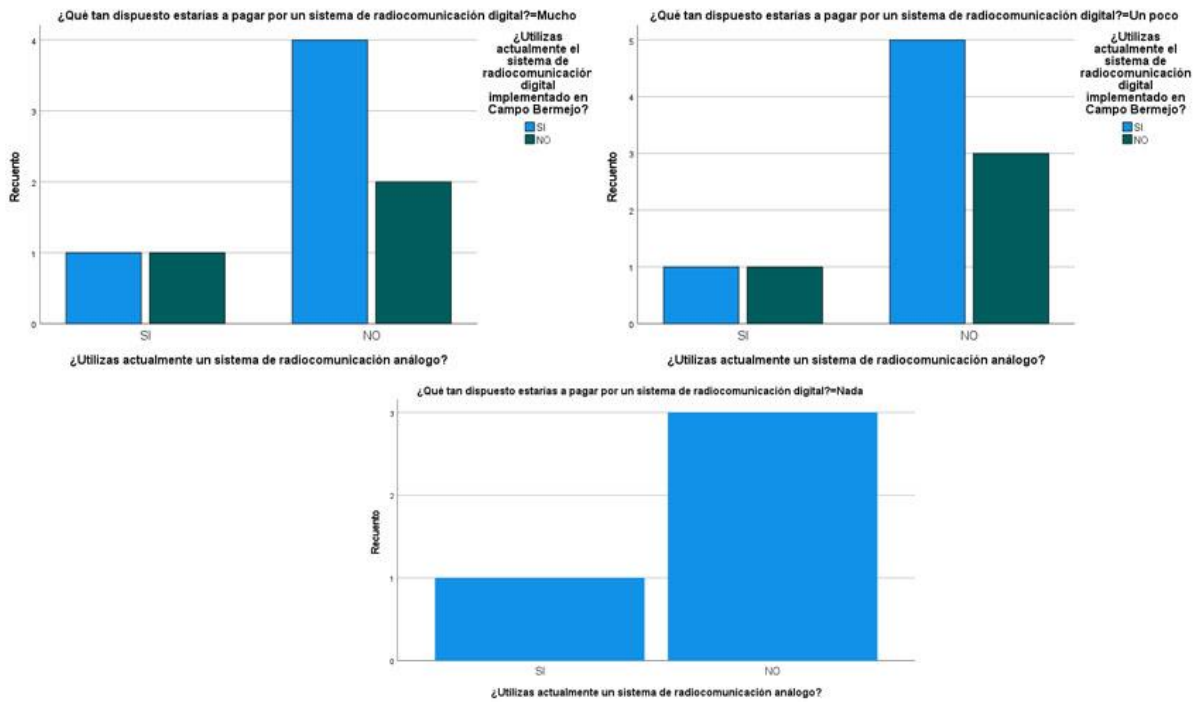 ¿Qué tan dispuesto estarías a pagar por un sistema de radiocomunicación digital?=Mucho
4
3
2
1
0
Recuento
SI
NO
¿Utilizas actualmente un sistema de radiocomunicación análogo?
¿Utilizas
actualmente el
sistema de
radiocomunicación
digital
implementado en
Campo Bermejo?
SI
NO
¿Qué tan dispuesto estarías a pagar por un sistema de radiocomunicación digital?=Un poco
5
4
3
2
1
0
Recuento
SI
NO
¿Utilizas actualmente un sistema de radiocomunicación análogo?
¿Utilizas
actualmente el
sistema de
radiocomunicación
digital
implementado en
Campo Bermejo?
SI
NO
¿Qué tan dispuesto estarías a pagar por un sistema de radiocomunicación digital?=Nada
3
2
1
0
Recuento
SI
NO
¿Utilizas actualmente un sistema de radiocomunicación análogo?